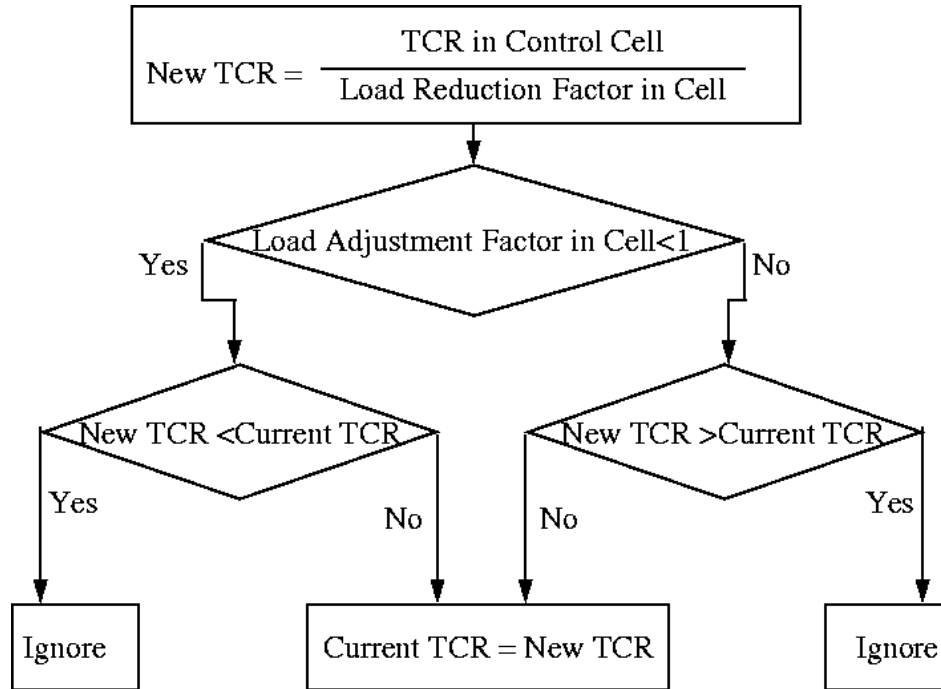 TCR in Control Cell
New TCR =
Load Reduction Factor in Cell
Load Adjustment Factor in Cell<1
Yes
No
New TCR <Current TCR
New TCR >Current TCR
Yes
No
No
Yes
Ignore
Current TCR = New TCR
Ignore